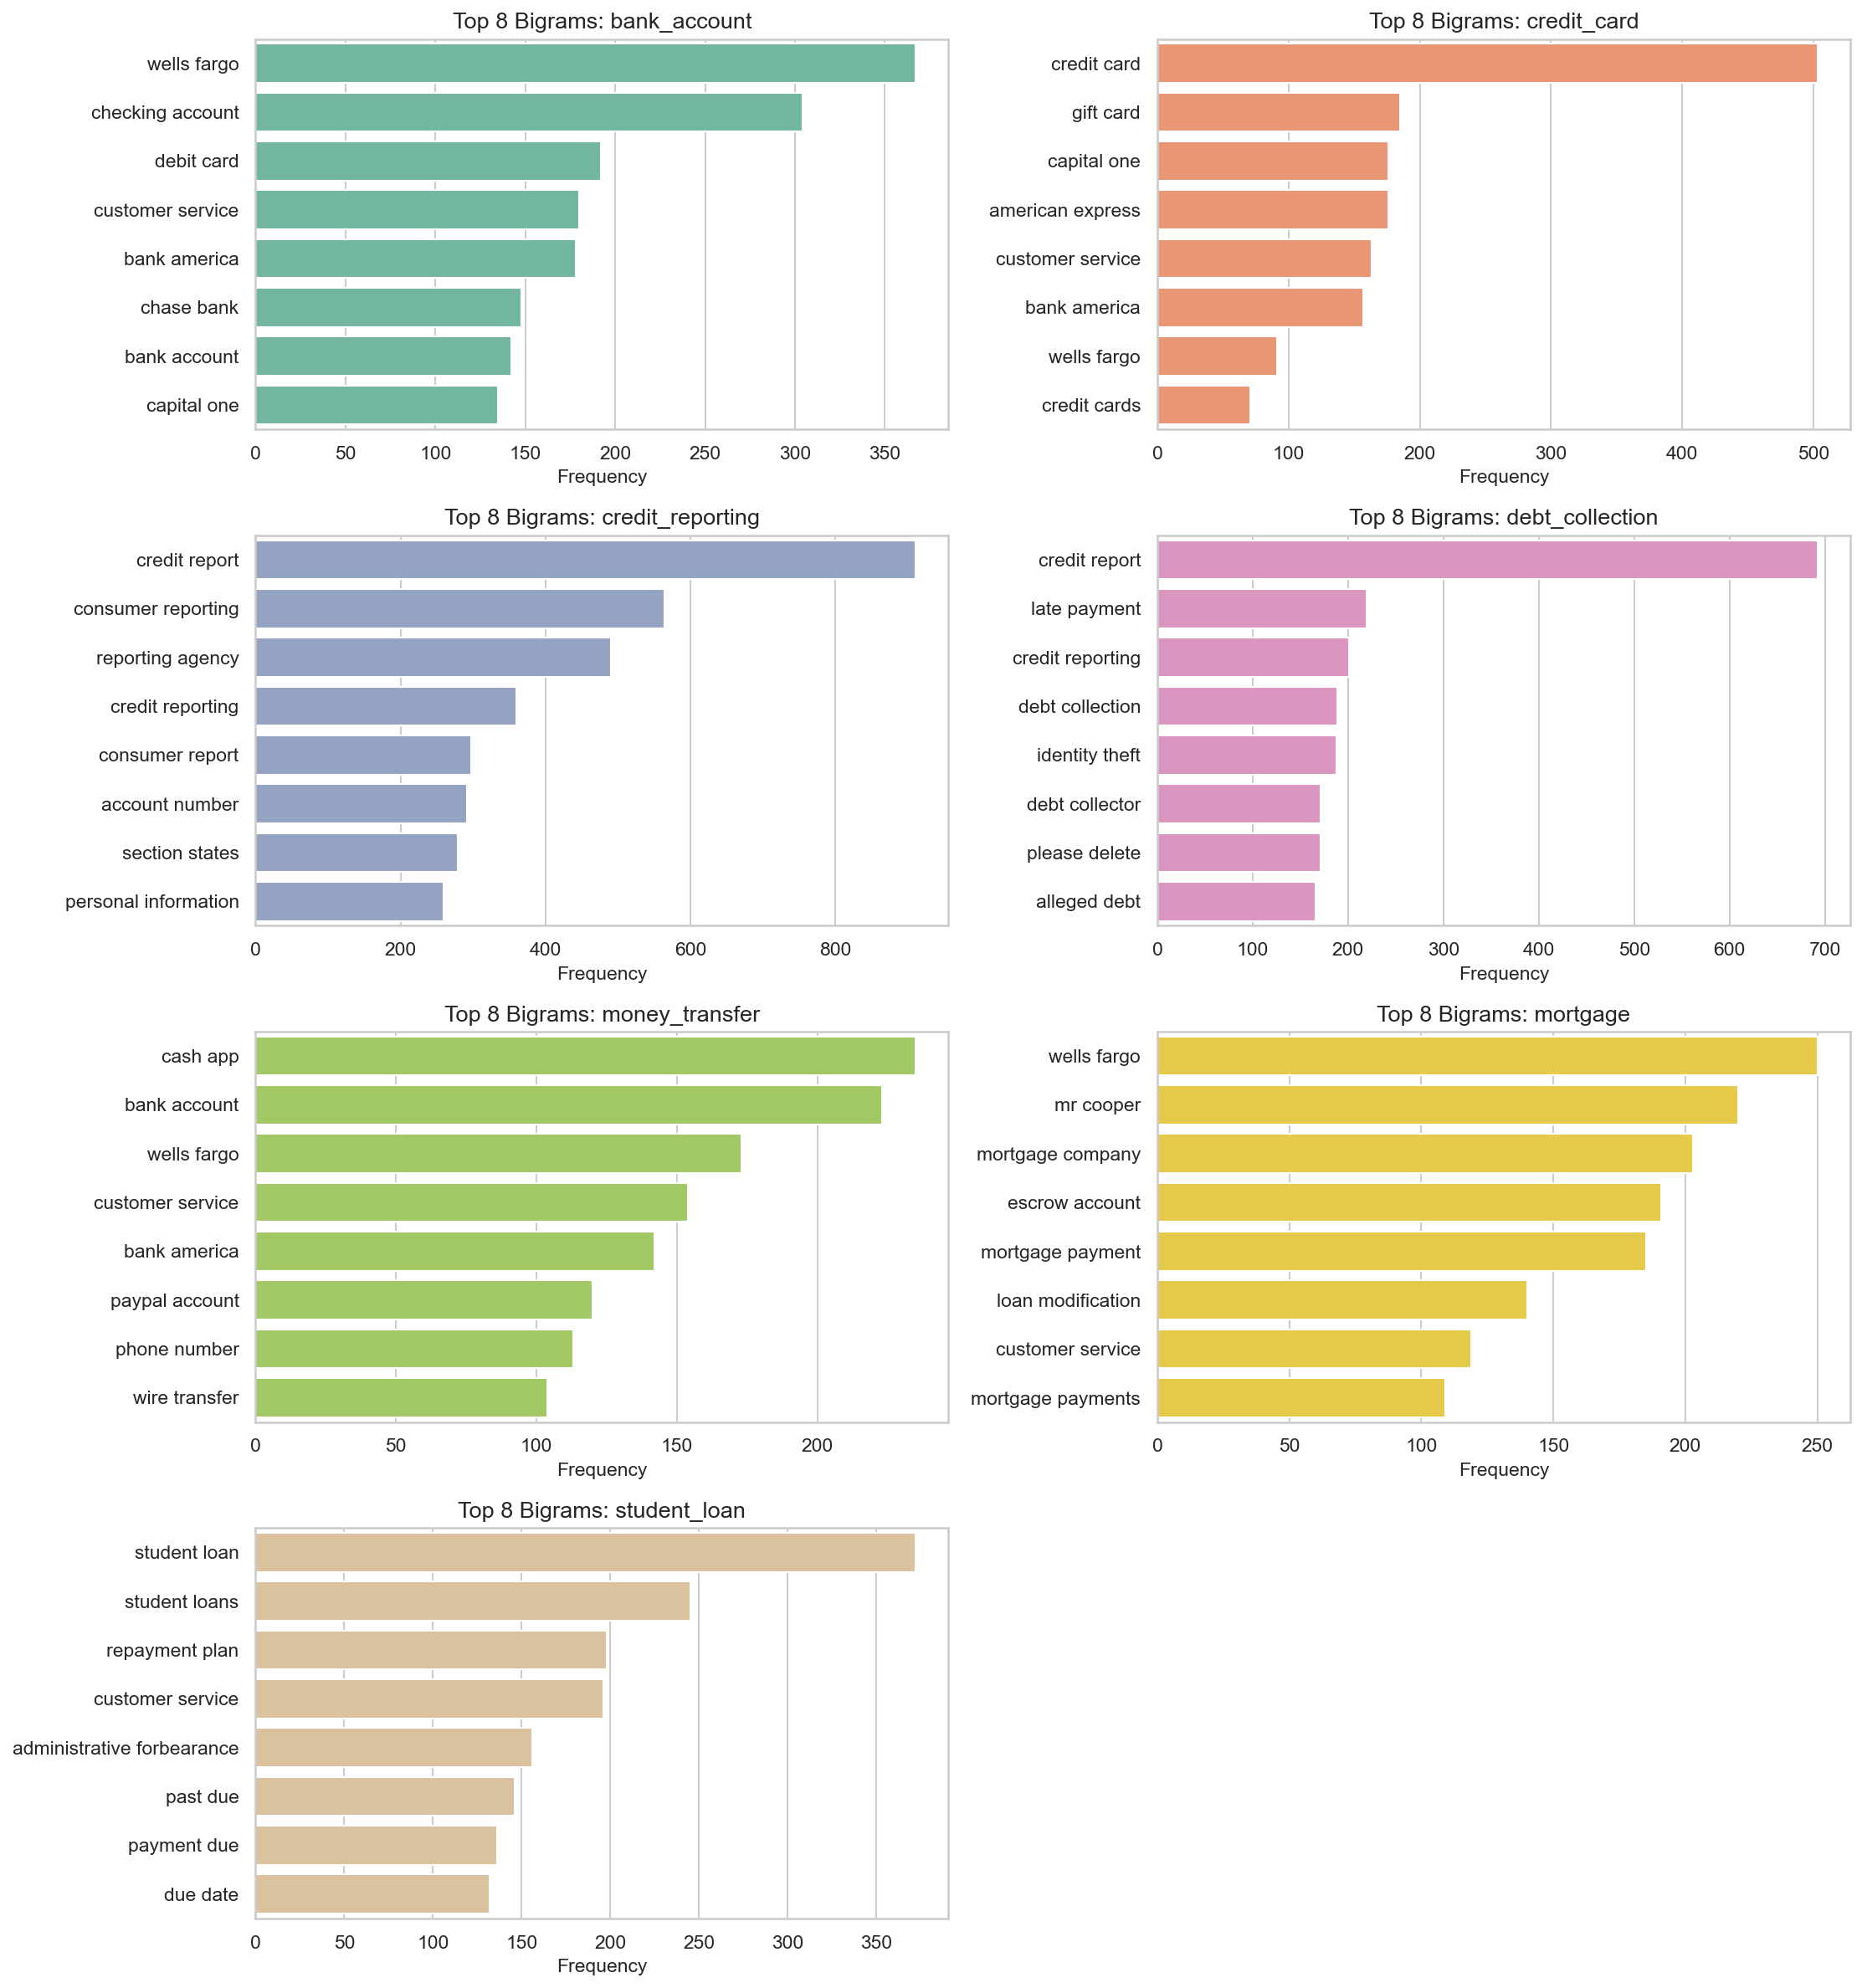 Top 8 Bigrams: bank_account
wells fargo
checking account
debit card
customer service
bank america
chase bank
bank account
capital one
0 50 100 150 200 250 300 350
Frequency
Top 8 Bigrams: credit_card
credit card
gift card
capital one
american express
customer service
bank america
wells fargo
credit cards
0 100 200 300 400 500
Frequency
Top 8 Bigrams: credit_reporting
credit report
consumer reporting
reporting agency
credit reporting
consumer report
account number
section states
personal information
0 200 400 600 800
Frequency
Top 8 Bigrams: debt_collection
credit report
late payment
credit reporting
debt collection
identity theft
debt collector
please delete
alleged debt
0 100 200 300 400 500 600 700
Frequency
Top 8 Bigrams: money_transfer
cash app
bank account
wells fargo
customer service
bank america
paypal account
phone number
wire transfer
0 50 100 150 200
Frequency
Top 8 Bigrams: mortgage
wells fargo
mr cooper
mortgage company
escrow account
mortgage payment
loan modification
customer service
mortgage payments
0 50 100 150 200 250
Frequency
Top 8 Bigrams: student_loan
student loan
student loans
repayment plan
customer service
administrative forbearance
past due
payment due
due date
0 50 100 150 200 250 300 350
Frequency